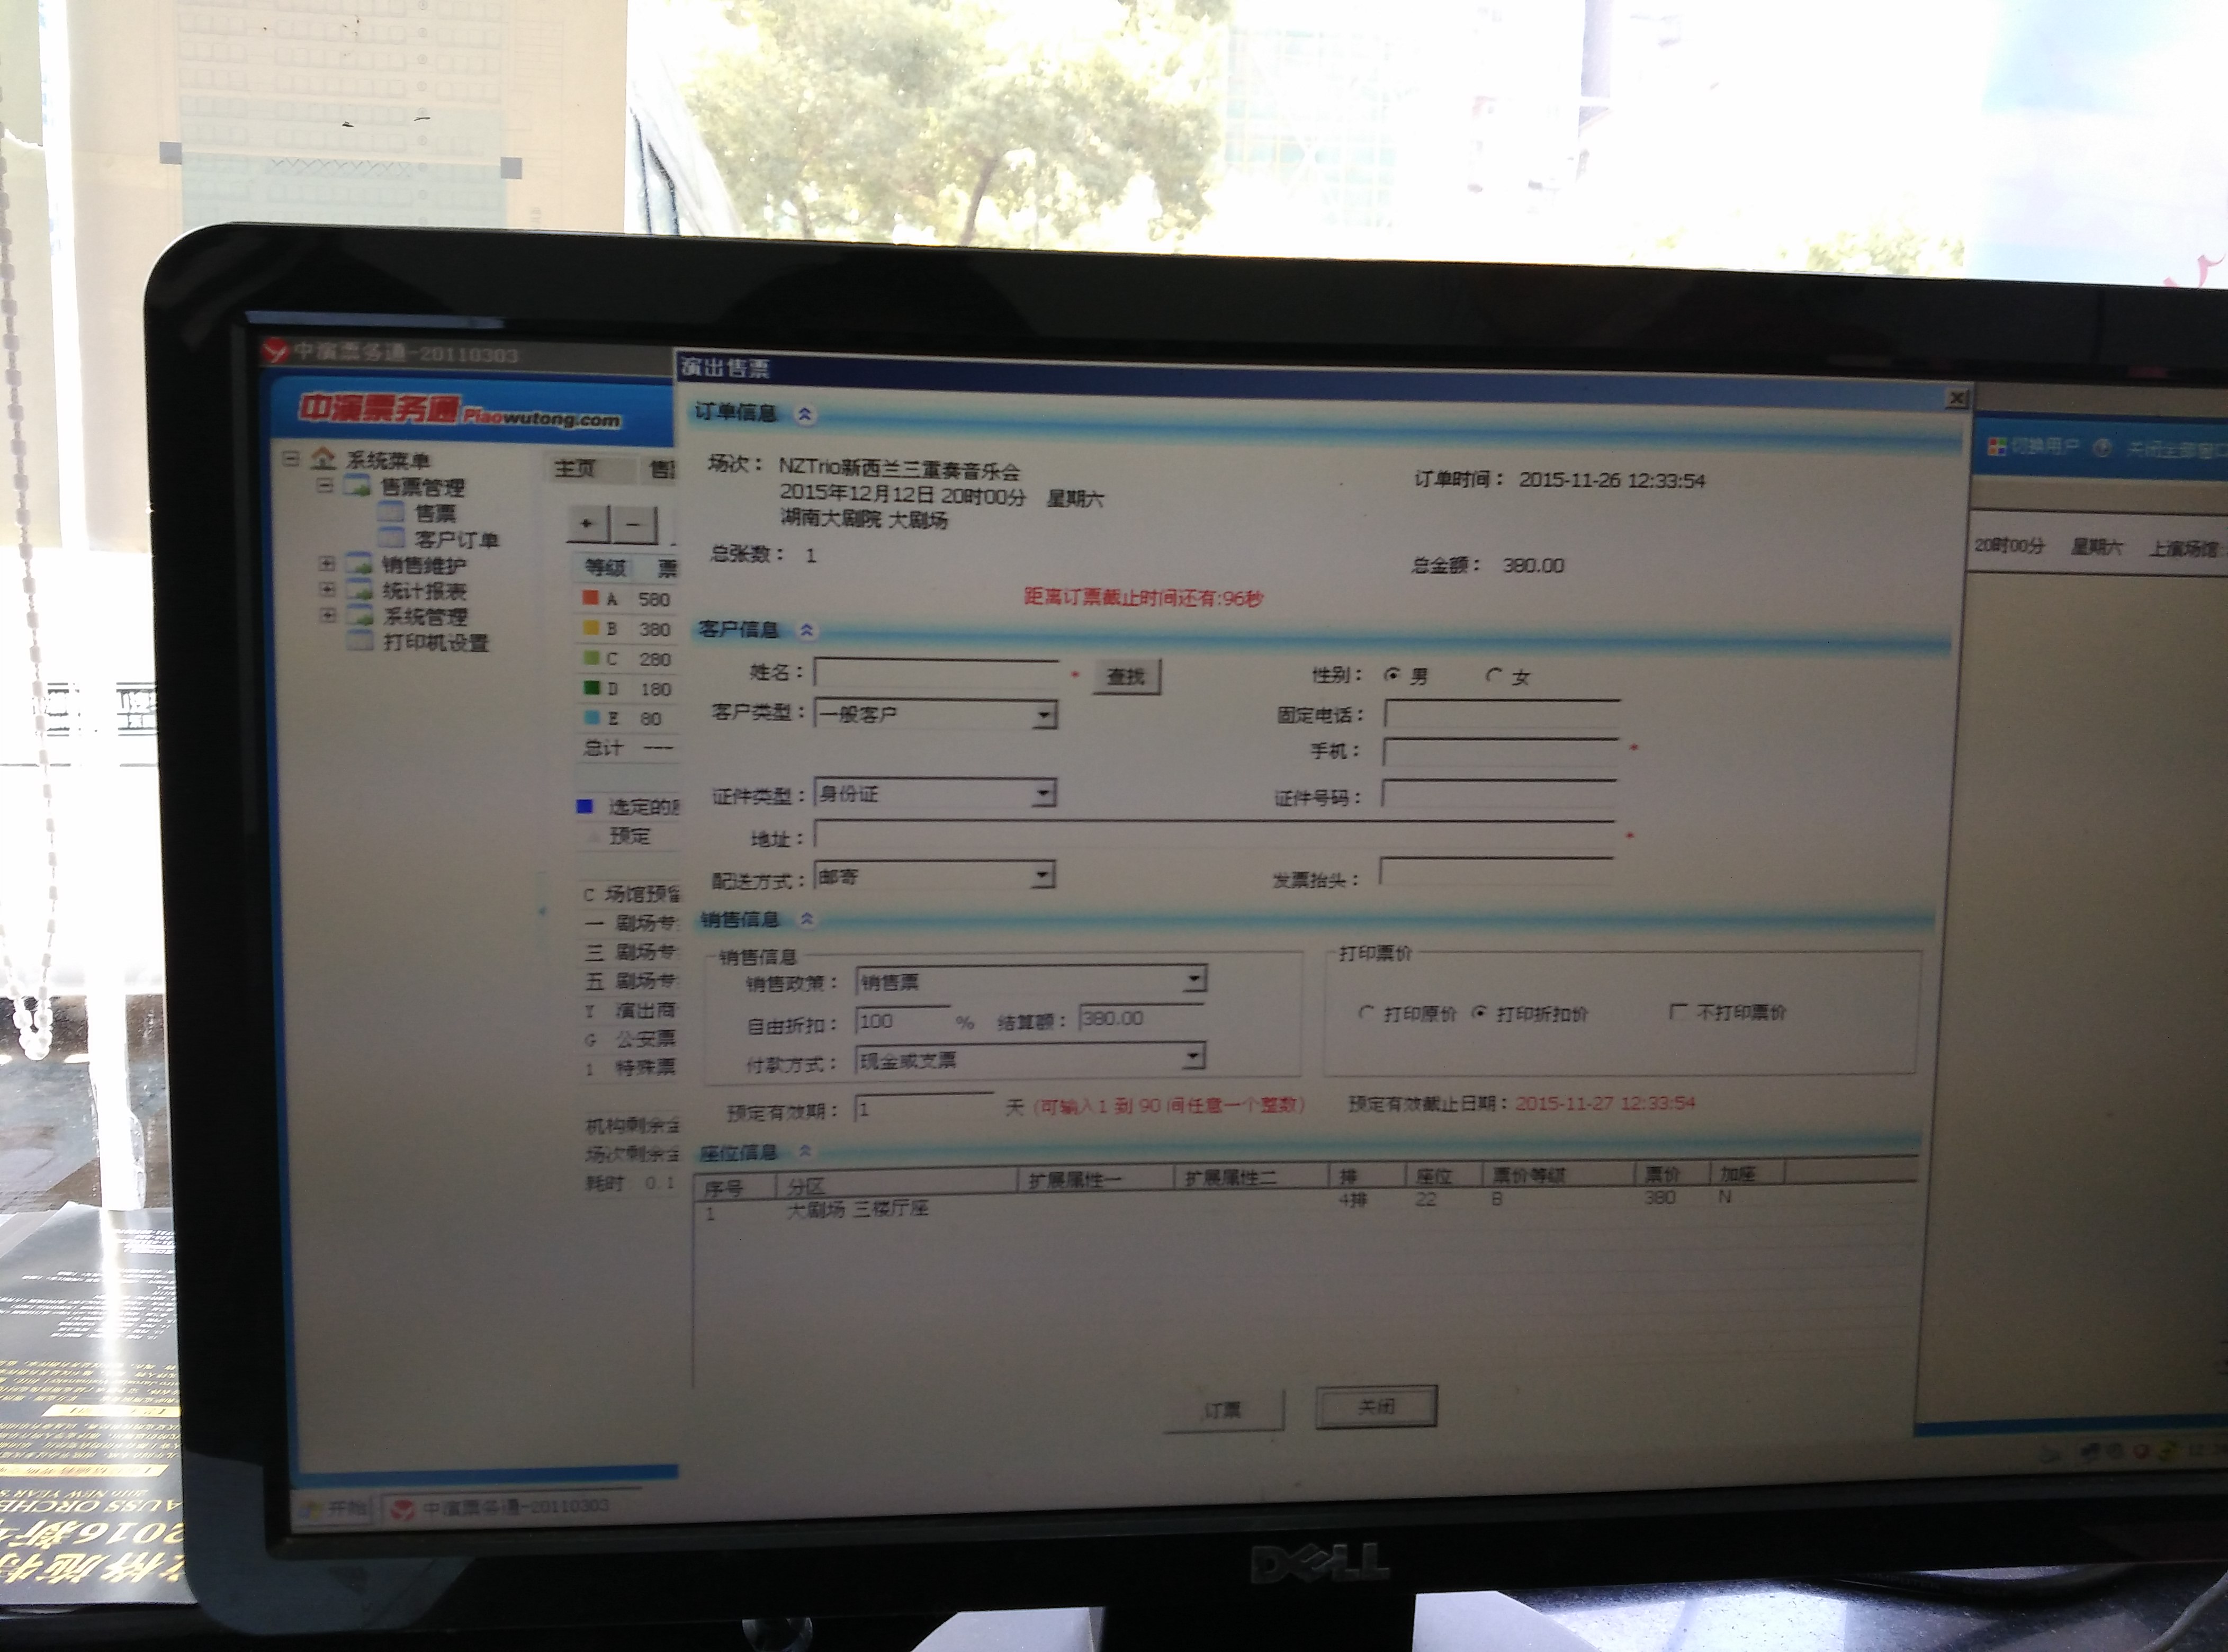 中演票务通-20110303
中演票务通 Piaowutong.com
系统菜单
售票管理
售票
客户订单
销售维护
统计报表
系统管理
打印机设置
主页
等级 票
A 580
B 380
C 280
D 180
E 80
总计 ---
选定的
预定
C 场馆预留
一 剧场专
三 剧场专
五 剧场专
Y 演出商
G 公安票
1 特殊票
机构剩余
场次剩余
耗时 0.1
演出售票
订单信息
场次： NZTrio新西兰三重奏音乐会
2015年12月12日 20时00分 星期六
湖南大剧院 大剧场
订单时间： 2015-11-26 12:33:54
总张数： 1
总金额： 380.00
距离订票截止时间还有:96秒
客户信息
姓名： * 查找
性别： 男 女
客户类型： 一般客户
固定电话：
手机： *
证件类型： 身份证
证件号码：
地址： *
配送方式： 邮寄
发票抬头：
销售信息
销售信息
销售政策： 销售票
自由折扣： 100 % 结算额： 380.00
付款方式： 现金或支票
打印票价
打印原价 打印折扣价 不打印票价
预定有效期： 1 天 (可输入1 到 90 间任意一个整数)
预定有效截止日期：2015-11-27 12:33:54
座位信息
序号 分区 扩展属性一 扩展属性二 排 座位 票价等级 票价 加座
1 大剧场 三楼厅座 4排 22 B 380 N
订票 关闭
切换用户 关闭全部窗口
20时00分 星期六 上演场馆:
开始 中演票务通-20110303
DELL